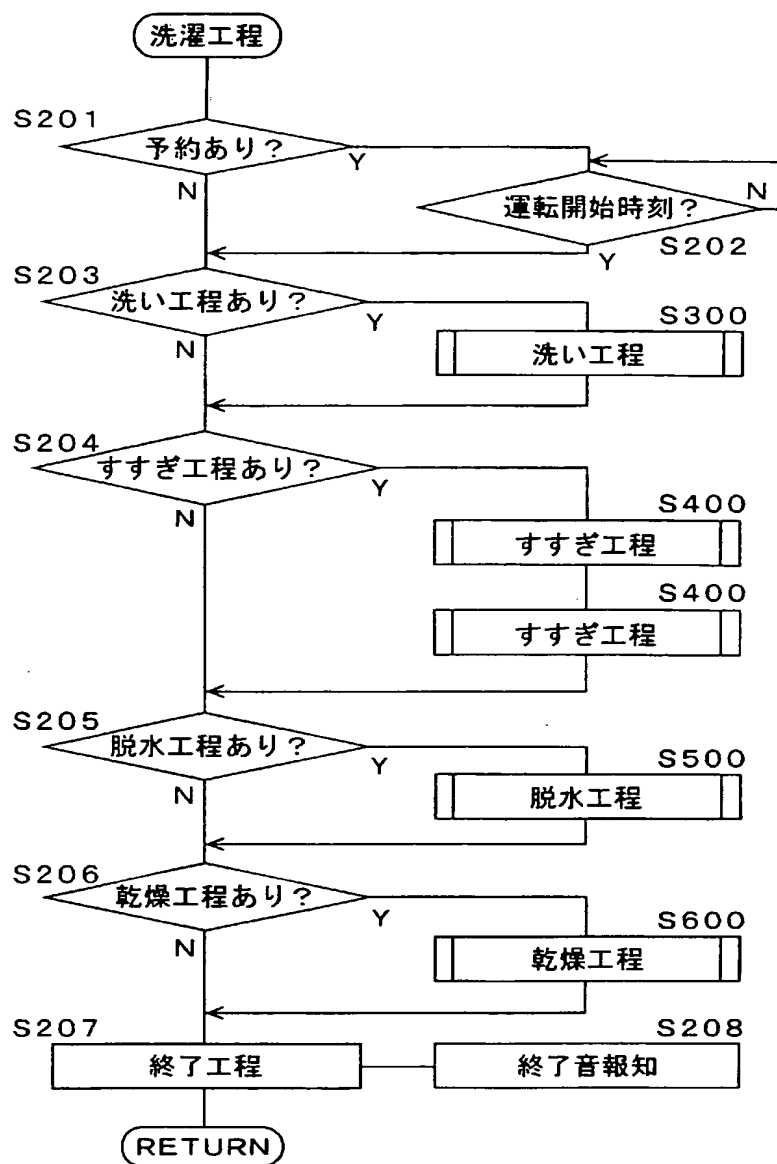 洗濯工程
S201
予約あり？
Y
N
運転開始時刻？
N
S202
Y
S203
洗い工程あり？
Y
N
S300
洗い工程
S204
すすぎ工程あり？
Y
N
S400
すすぎ工程
S400
すすぎ工程
S205
脱水工程あり？
Y
N
S500
脱水工程
S206
乾燥工程あり？
Y
N
S600
乾燥工程
S207
終了工程
S208
終了音報知
RETURN